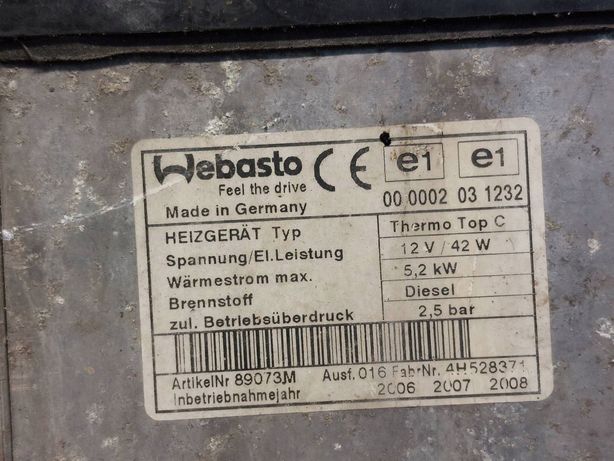 Webasto
Feel the drive
Made in Germany
CE e1 e1
00 0002 03 1232
HEIZGERÄT Typ Thermo Top C
Spannung/El.Leistung 12 V / 42 W
Wärmestrom max. 5,2 kW
Brennstoff Diesel
zul. Betriebsüberdruck 2,5 bar
ArtikelNr 89073M Ausf. 016 FabrNr. 4H528371
Inbetriebnahmejahr 2006 2007 2008